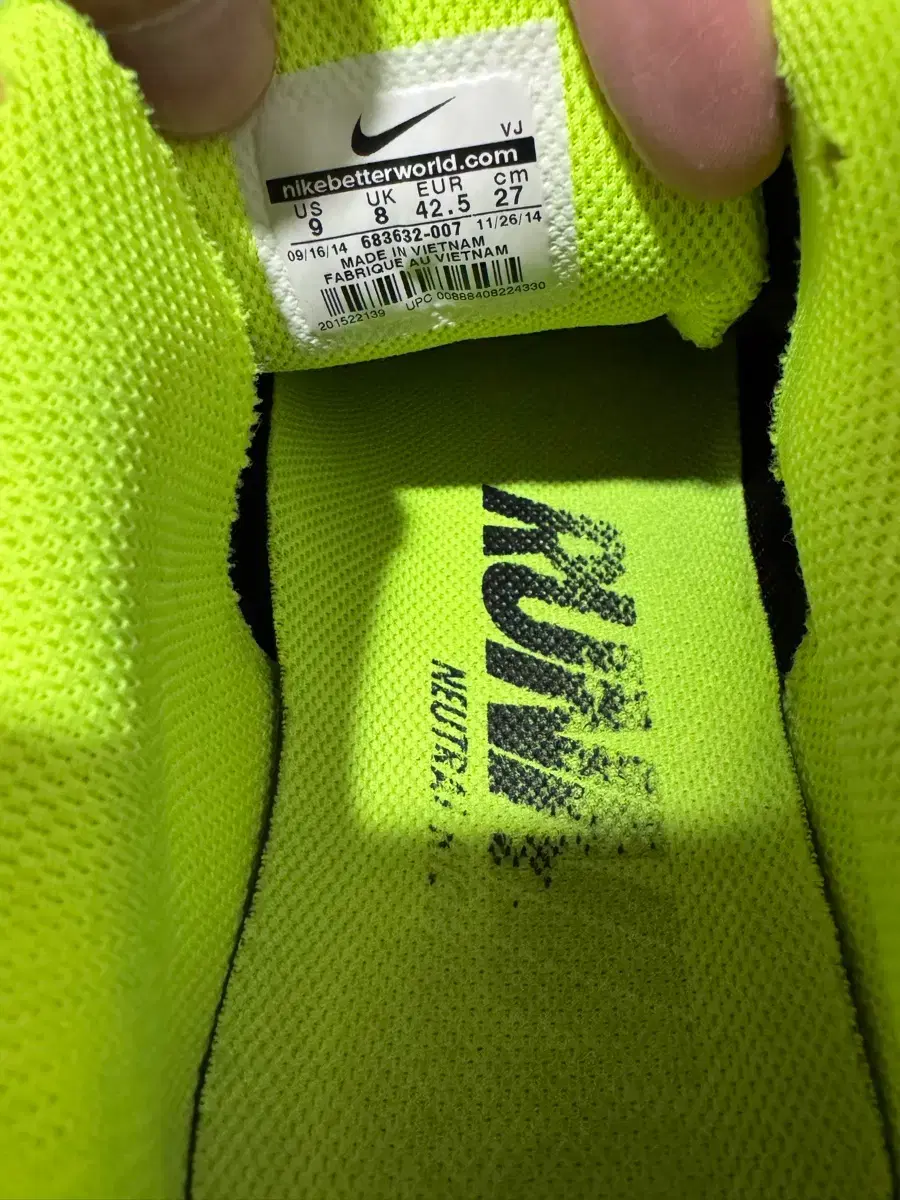 VJ
nikebetterworld.com
US UK EUR cm
9 8 42.5 27
09/16/14 683632-007 11/26/14
MADE IN VIETNAM
FABRIQUE AU VIETNAM
201522139 UPC 00888408224330
RUN